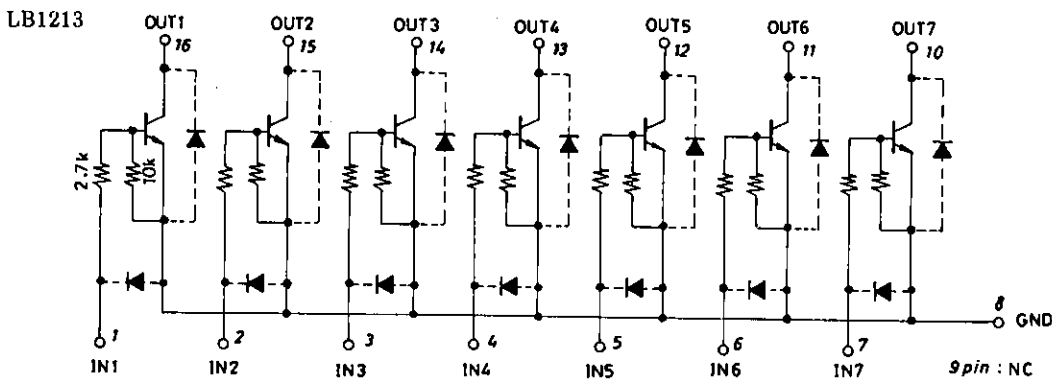 LB1213
OUT1 OUT2 OUT3 OUT4 OUT5 OUT6 OUT7
16 15 14 13 12 11 10
2.7k 10k
8 GND
1 2 3 4 5 6 7
IN1 IN2 IN3 IN4 IN5 IN6 IN7 9pin : NC